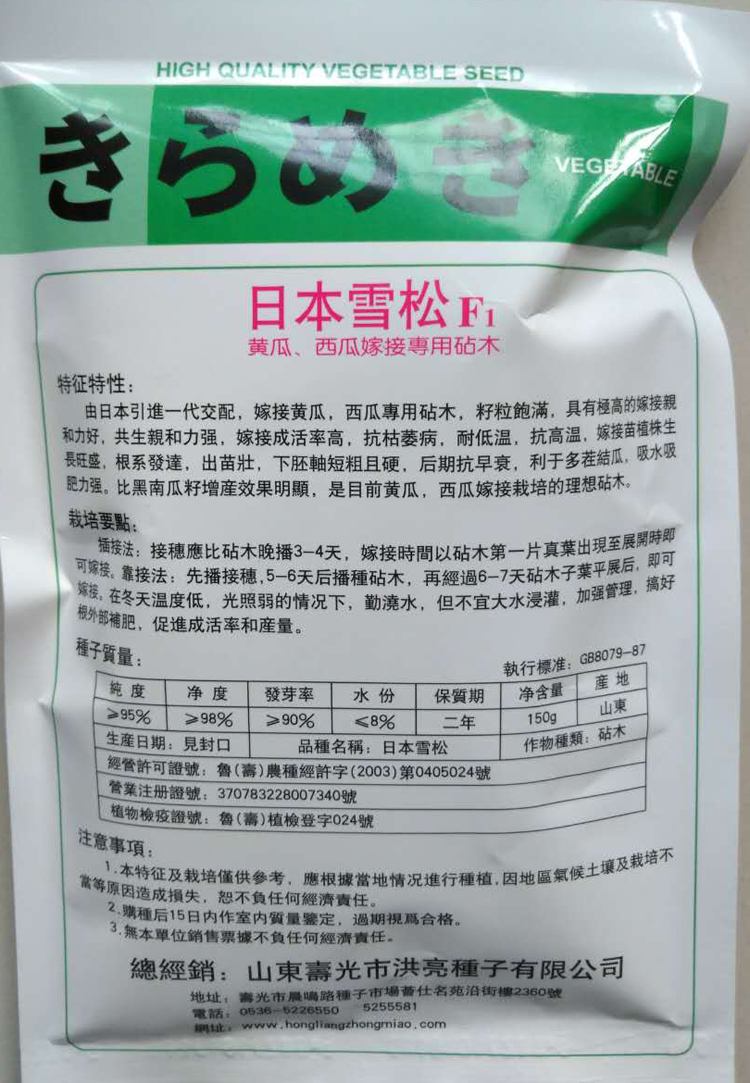 HIGH QUALITY VEGETABLE SEED
きらめき
VEGETABLE
日本雪松 F1
黄瓜、西瓜嫁接專用砧木
特征特性：
由日本引進一代交配，嫁接黄瓜，西瓜專用砧木，籽粒飽滿，具有極高的嫁接親
和力好，共生親和力强，嫁接成活率高，抗枯萎病，耐低温，抗高温，嫁接苗植株生
長旺盛，根系發達，出苗壯，下胚軸短粗且硬，后期抗早衰，利于多茬結瓜，吸水吸
肥力强。比黑南瓜籽增産效果明顯，是目前黄瓜，西瓜嫁接栽培的理想砧木。
栽培要點：
插接法：接穗應比砧木晚播3-4天，嫁接時間以砧木第一片真葉出現至展開時即
可嫁接。靠接法：先播接穗，5-6天后播種砧木，再經過6-7天砧木子葉平展后，即可
嫁接。在冬天温度低，光照弱的情况下，勤澆水，但不宜大水浸灌，加强管理，搞好
根外部補肥，促進成活率和産量。
種子質量：
執行標准：GB8079-87
純 度 净 度 發芽率 水 份 保質期 净含量 産 地
≥95% ≥98% ≥90% ≤8% 二年 150g 山東
生産日期：見封口 品種名稱：日本雪松 作物種類：砧木
經營許可證號：魯(壽)農種經許字(2003)第0405024號
營業注册證號：370783228007340號
植物檢疫證號：魯(壽)植檢登字024號
注意事項：
1.本特征及栽培僅供參考，應根據當地情况進行種植，因地區氣候土壤及栽培不
當等原因造成損失，恕不負任何經濟責任。
2.購種后15日内作室内質量鑒定，過期視爲合格。
3.無本單位銷售票據不負任何經濟責任。
總經銷：山東壽光市洪亮種子有限公司
地址：壽光市晨鳴路種子市場薈仕名苑沿街樓2360號
電話：0536-5226550 5255581
網址：www.hongliangzhongmiao.com